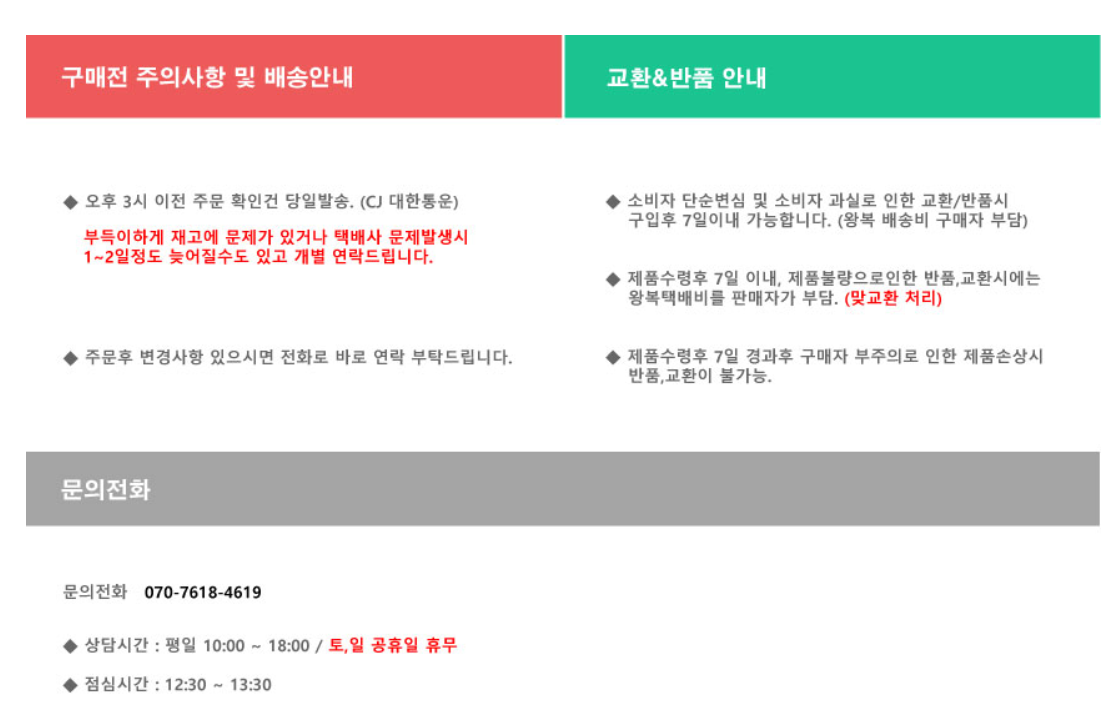 구매전 주의사항 및 배송안내
◆ 오후 3시 이전 주문 확인건 당일발송. (CJ 대한통운)
부득이하게 재고에 문제가 있거나 택배사 문제발생시
1~2일정도 늦어질수도 있고 개별 연락드립니다.
◆ 주문후 변경사항 있으시면 전화로 바로 연락 부탁드립니다.
교환&반품 안내
◆ 소비자 단순변심 및 소비자 과실로 인한 교환/반품시
구입후 7일이내 가능합니다. (왕복 배송비 구매자 부담)
◆ 제품수령후 7일 이내, 제품불량으로인한 반품,교환시에는
왕복택배비를 판매자가 부담. (맞교환 처리)
◆ 제품수령후 7일 경과후 구매자 부주의로 인한 제품손상시
반품,교환이 불가능.
문의전화
문의전화 070-7618-4619
◆ 상담시간 : 평일 10:00 ~ 18:00 / 토,일 공휴일 휴무
◆ 점심시간 : 12:30 ~ 13:30